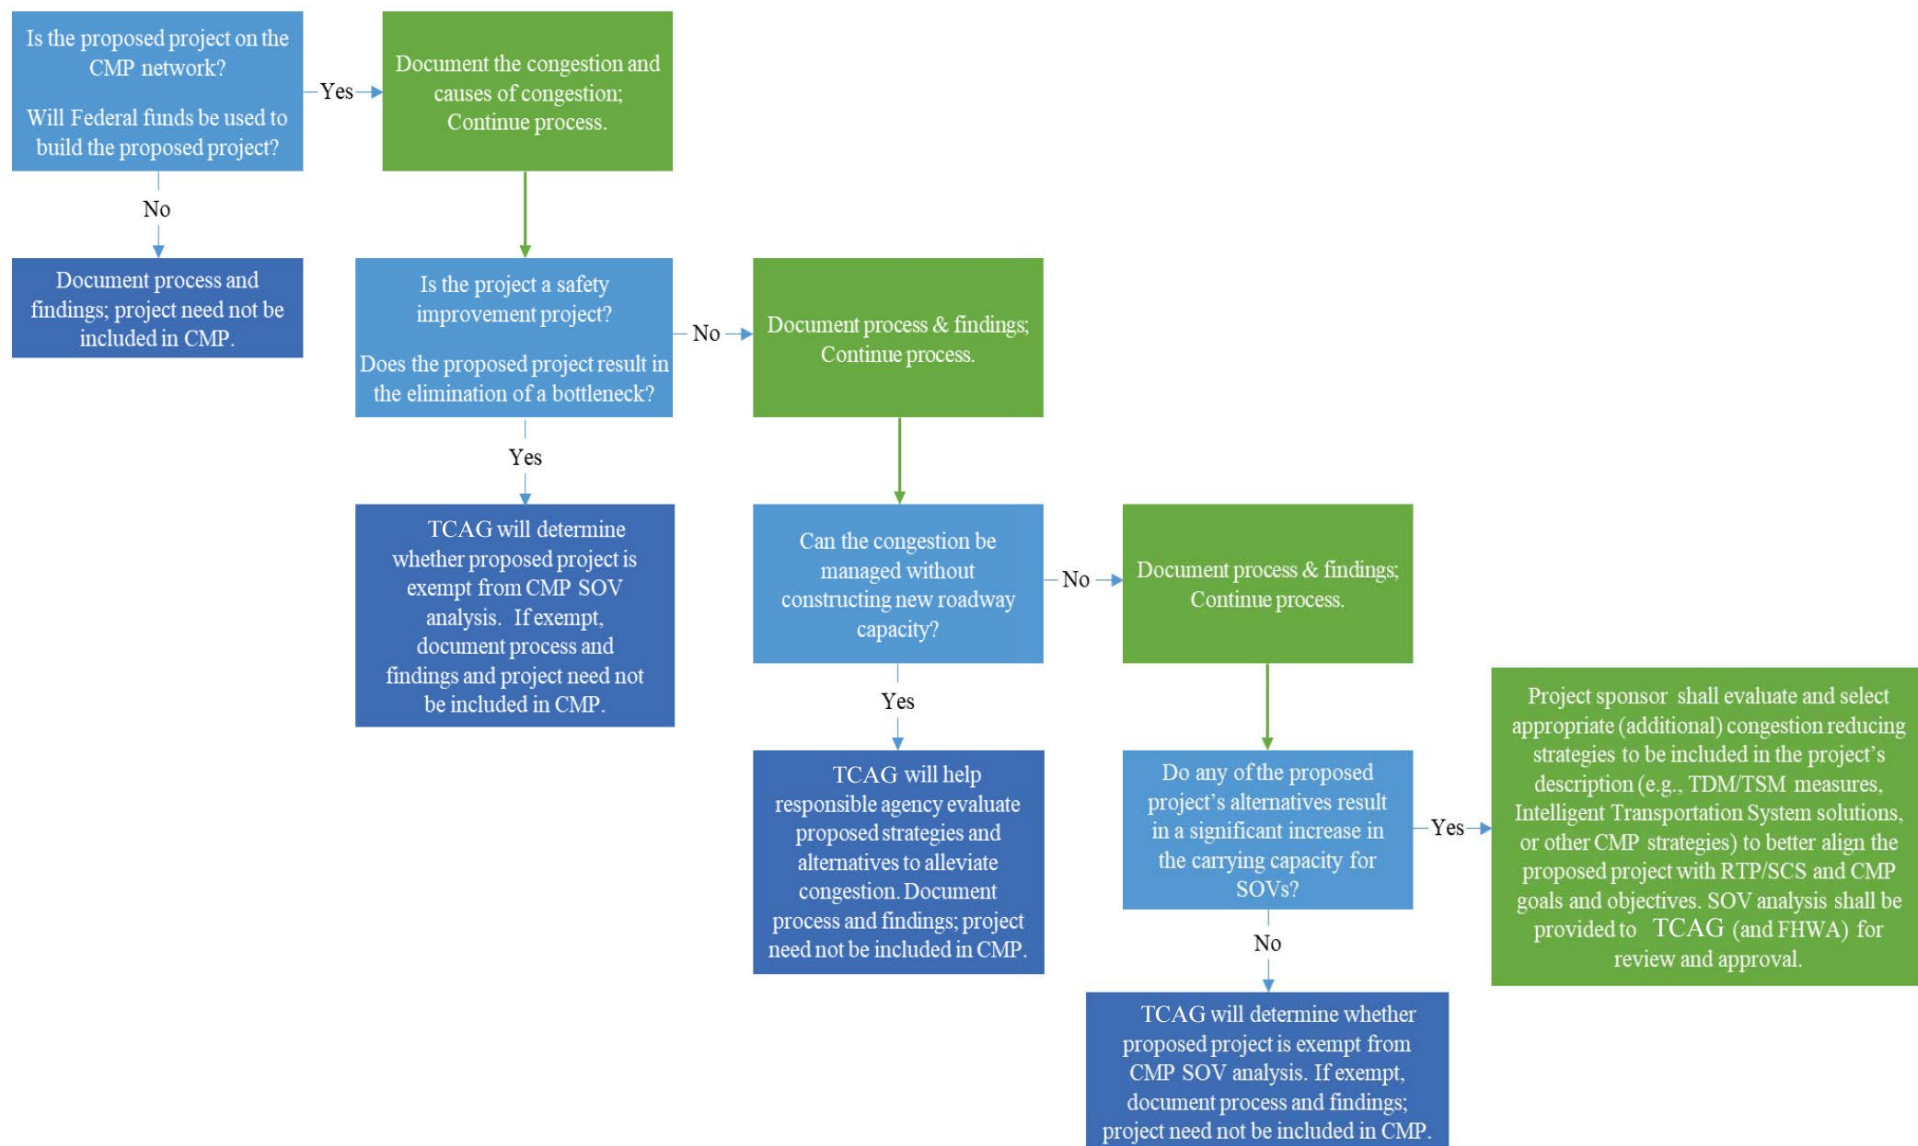 Is the proposed project on the
CMP network?
Will Federal funds be used to
build the proposed project?
Yes
Document the congestion and
causes of congestion;
Continue process.
No
Document process and
findings; project need not be
included in CMP.
Is the project a safety
improvement project?
Does the proposed project result in
the elimination of a bottleneck?
No
Document process & findings;
Continue process.
Yes
TCAG will determine
whether proposed project is
exempt from CMP SOV
analysis. If exempt,
document process and
findings and project need not
be included in CMP.
Can the congestion be
managed without
constructing new roadway
capacity?
No
Document process & findings;
Continue process.
Yes
TCAG will help
responsible agency evaluate
proposed strategies and
alternatives to alleviate
congestion. Document
process and findings; project
need not be included in CMP.
Do any of the proposed
project's alternatives result
in a significant increase in
the carrying capacity for
SOVs?
Yes
Project sponsor shall evaluate and select
appropriate (additional) congestion reducing
strategies to be included in the project's
description (e.g., TDM/TSM measures,
Intelligent Transportation System solutions,
or other CMP strategies) to better align the
proposed project with RTP/SCS and CMP
goals and objectives. SOV analysis shall be
provided to TCAG (and FHWA) for
review and approval.
No
TCAG will determine whether
proposed project is exempt from
CMP SOV analysis. If exempt,
document process and findings;
project need not be included in CMP.